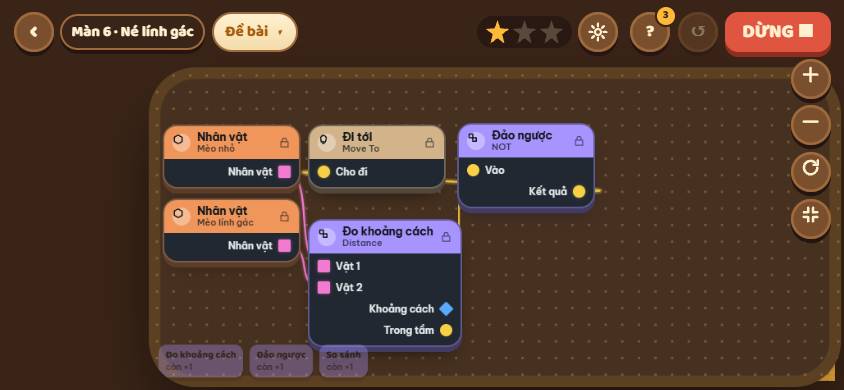 Màn 6 · Né lính gác
Đề bài
3
?
DỪNG
Nhân vật
Mèo nhỏ
Nhân vật
Đi tới
Move To
Cho đi
Đảo ngược
NOT
Vào
Kết quả
Nhân vật
Mèo lính gác
Nhân vật
Đo khoảng cách
Distance
Vật 1
Vật 2
Khoảng cách
Trong tầm
Đo khoảng cách
còn ×1
Đảo ngược
còn ×1
So sánh
còn ×1